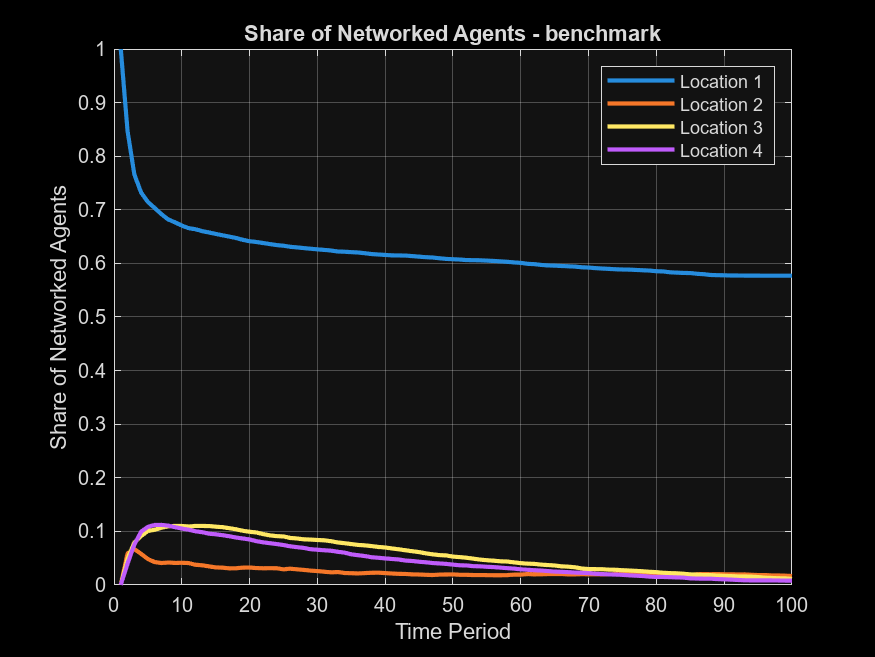 Share of Networked Agents - benchmark
1
0.9
0.8
0.7
0.6
0.5
0.4
0.3
0.2
0.1
0
Share of Networked Agents
Location 1
Location 2
Location 3
Location 4
0 10 20 30 40 50 60 70 80 90 100
Time Period